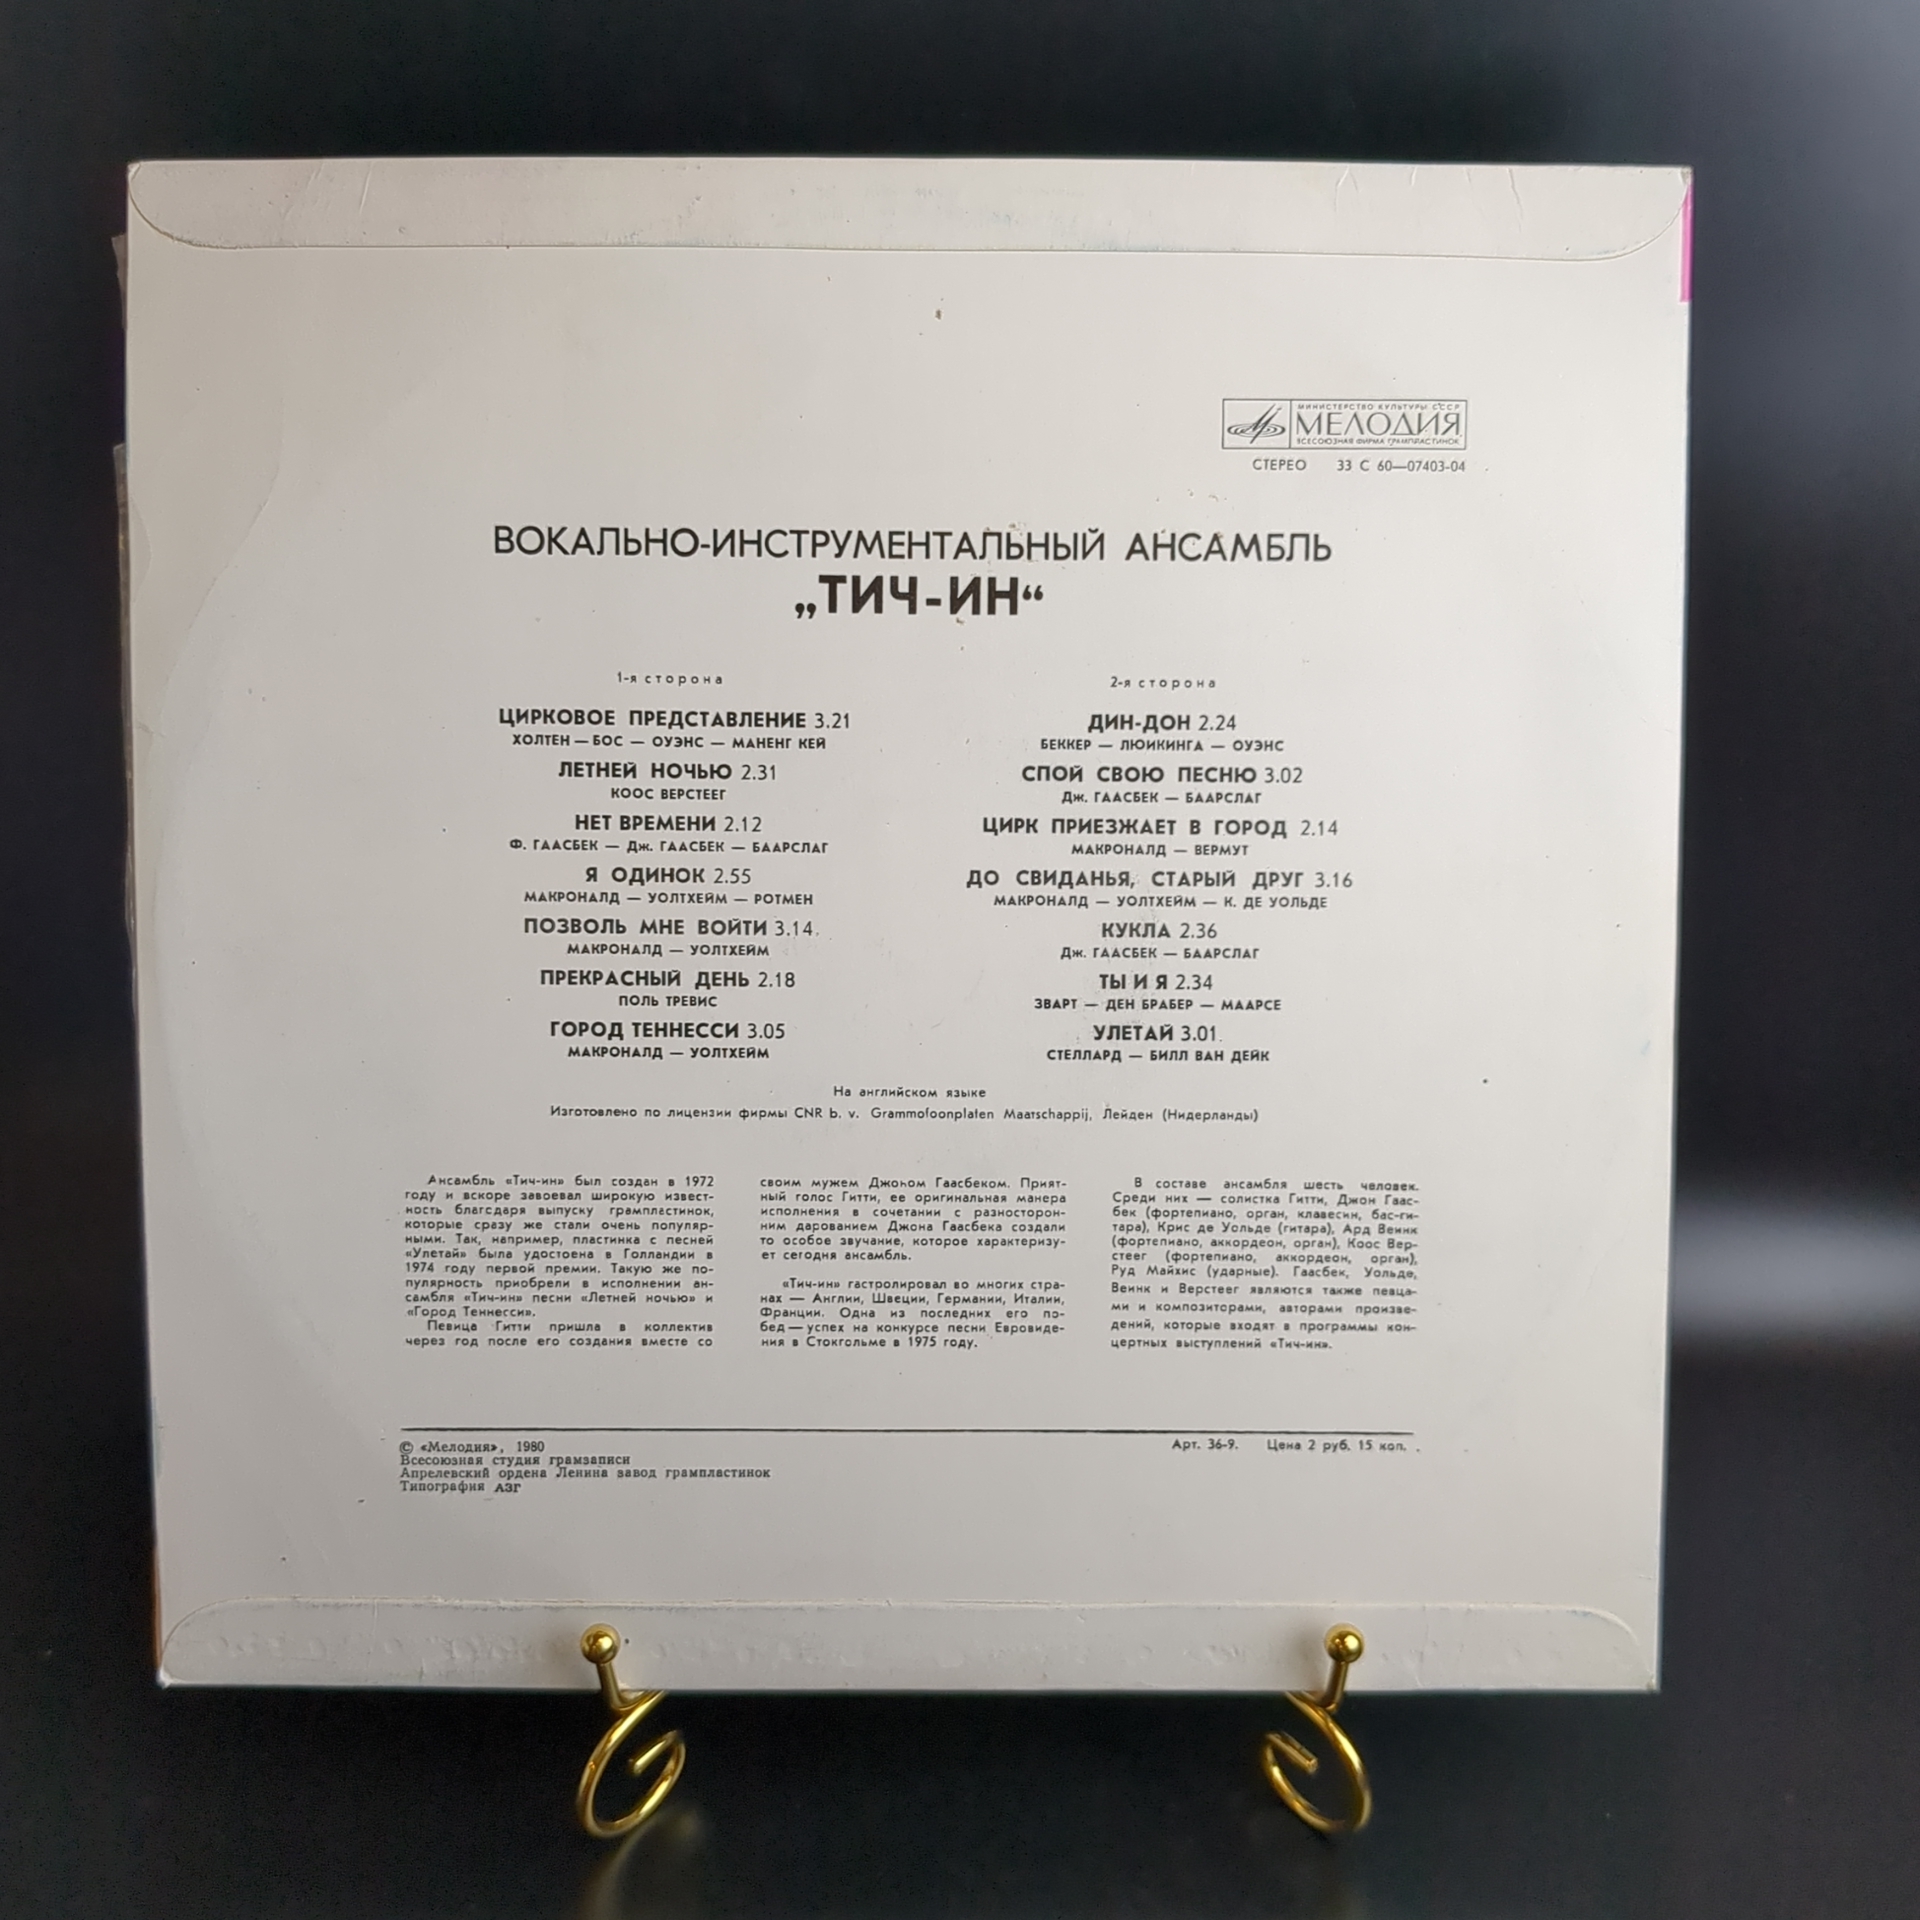 МИНИСТЕРСТВО КУЛЬТУРЫ СССР
МЕЛОДИЯ
ВСЕСОЮЗНАЯ ФИРМА ГРАМПЛАСТИНОК
СТЕРЕО 33 С 60—07403-04
ВОКАЛЬНО-ИНСТРУМЕНТАЛЬНЫЙ АНСАМБЛЬ
„ТИЧ-ИН“
1-я сторона
ЦИРКОВОЕ ПРЕДСТАВЛЕНИЕ 3.21
ХОЛТЕН — БОС — ОУЭНС — МАНЕНГ КЕЙ
ЛЕТНЕЙ НОЧЬЮ 2.31
КООС ВЕРСТЕЕГ
НЕТ ВРЕМЕНИ 2.12
Ф. ГААСБЕК — Дж. ГААСБЕК — БААРСЛАГ
Я ОДИНОК 2.55
МАКРОНАЛД — УОЛТХЕЙМ — РОТМЕН
ПОЗВОЛЬ МНЕ ВОЙТИ 3.14
МАКРОНАЛД — УОЛТХЕЙМ
ПРЕКРАСНЫЙ ДЕНЬ 2.18
ПОЛЬ ТРЕВИС
ГОРОД ТЕННЕССИ 3.05
МАКРОНАЛД — УОЛТХЕЙМ
2-я сторона
ДИН-ДОН 2.24
БЕККЕР — ЛЮИКИНГА — ОУЭНС
СПОЙ СВОЮ ПЕСНЮ 3.02
Дж. ГААСБЕК — БААРСЛАГ
ЦИРК ПРИЕЗЖАЕТ В ГОРОД 2.14
МАКРОНАЛД — ВЕРМУТ
ДО СВИДАНЬЯ, СТАРЫЙ ДРУГ 3.16
МАКРОНАЛД — УОЛТХЕЙМ — К. ДЕ УОЛЬДЕ
КУКЛА 2.36
Дж. ГААСБЕК — БААРСЛАГ
ТЫ И Я 2.34
ЗВАРТ — ДЕН БРАБЕР — МААРСЕ
УЛЕТАЙ 3.01
СТЕЛЛАРД — БИЛЛ ВАН ДЕЙК
На английском языке
Изготовлено по лицензии фирмы CNR b. v. Grammofoonplaten Maatschappij, Лейден (Нидерланды)
Ансамбль «Тич-ин» был создан в 1972
году и вскоре завоевал широкую извест-
ность благодаря выпуску грампластинок,
которые сразу же стали очень популяр-
ными. Так, например, пластинка с песней
«Улетай» была удостоена в Голландии в
1974 году первой премии. Такую же по-
пулярность приобрели в исполнении ан-
самбля «Тич-ин» песни «Летней ночью» и
«Город Теннесси».
Певица Гитти пришла в коллектив
через год после его создания вместе со
своим мужем Джоном Гаасбеком. Прият-
ный голос Гитти, ее оригинальная манера
исполнения в сочетании с разносторон-
ним дарованием Джона Гаасбека создали
то особое звучание, которое характеризу-
ет сегодня ансамбль.
«Тич-ин» гастролировал во многих стра-
нах — Англии, Швеции, Германии, Италии,
Франции. Одна из последних его по-
бед — успех на конкурсе песни Евровиде-
ния в Стокгольме в 1975 году.
В составе ансамбля шесть человек.
Среди них — солистка Гитти, Джон Гаас-
бек (фортепиано, орган, клавесин, бас-ги-
тара), Крис де Уольде (гитара), Ард Веинк
(фортепиано, аккордеон, орган), Коос Вер-
стеег (фортепиано, аккордеон, орган),
Руд Майхис (ударные). Гаасбек, Уольде,
Веинк и Верстеег являются также певца-
ми и композиторами, авторами произве-
дений, которые входят в программы кон-
цертных выступлений «Тич-ин».
© «Мелодия», 1980
Всесоюзная студия грамзаписи
Апрелевский ордена Ленина завод грампластинок
Типография АЗГ
Арт. 36-9. Цена 2 руб. 15 коп.